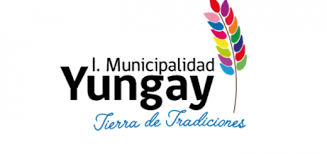 I. Municipalidad
Yungay
Tierra de Tradiciones